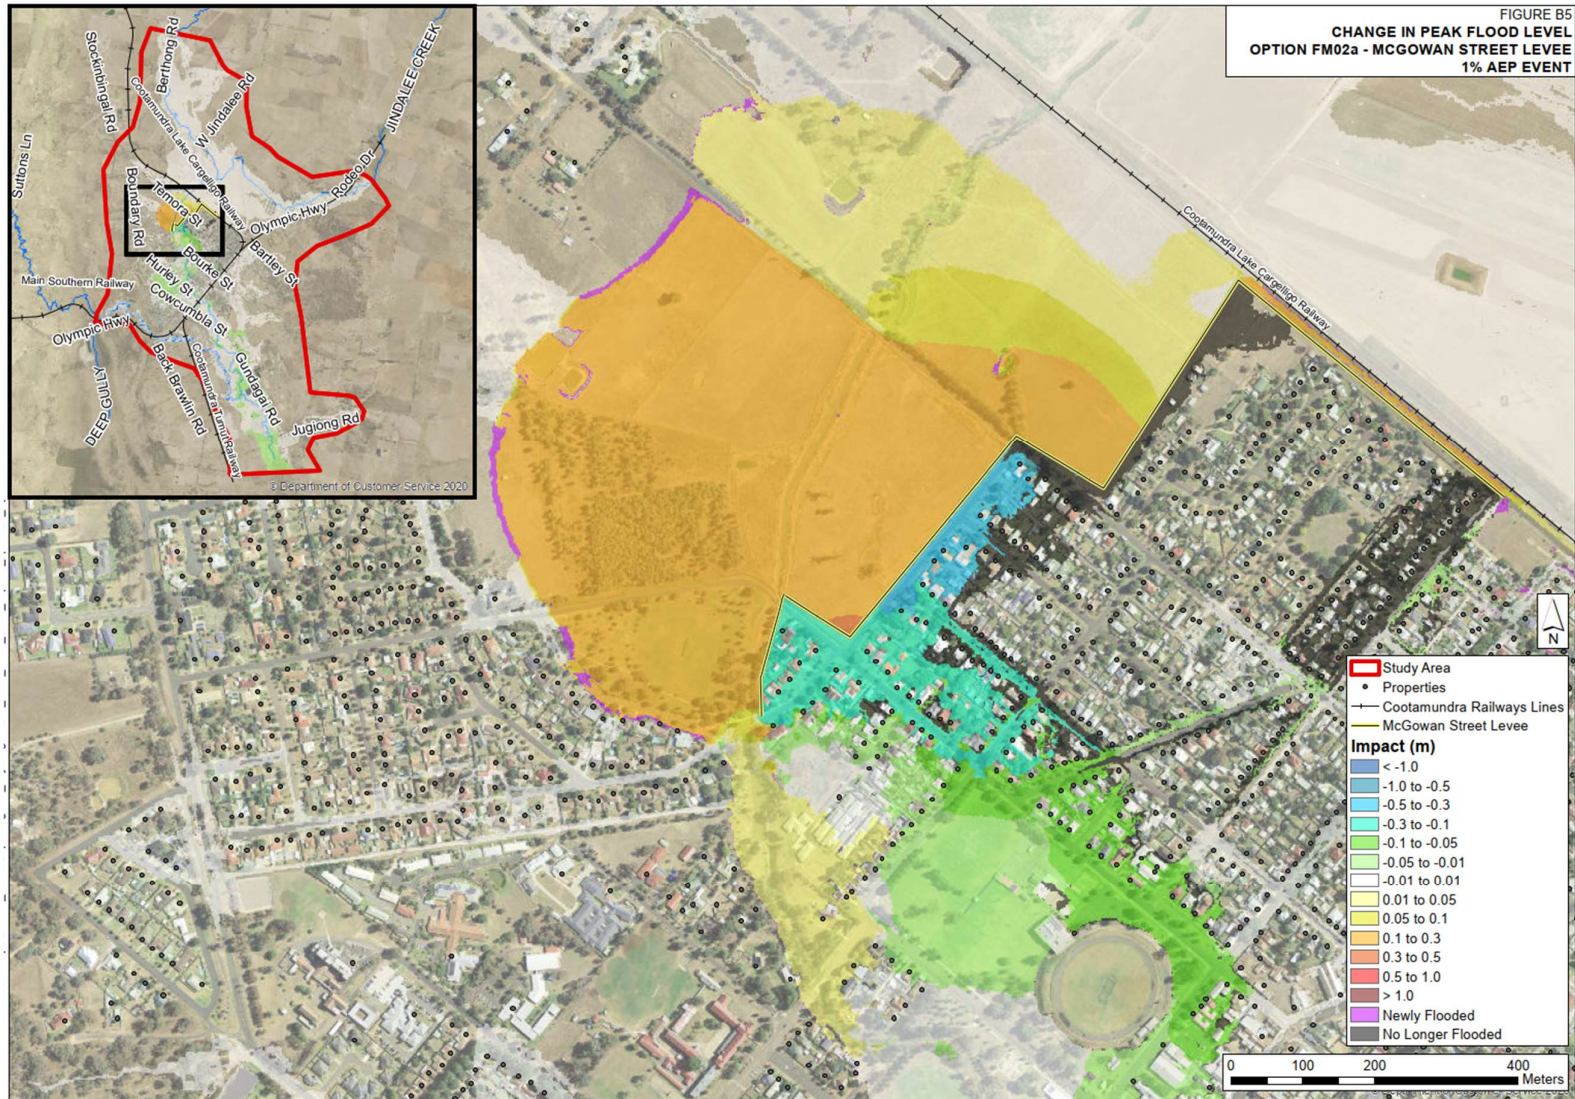 FIGURE B5
CHANGE IN PEAK FLOOD LEVEL
OPTION FM02a - MCGOWAN STREET LEVEE
1% AEP EVENT
Stockinbingal Rd
Berthong Rd
W Jindalee Rd
JINDALEE CREEK
Cootamundra Lake Cargelligo Railway
Suttons Ln
Boundary Rd
Temora St
Rodeo Dr
Olympic Hwy
Bartley St
Bourke St
Hurley St
Main Southern Railway
Cowcumbla St
Olympic Hwy
Back Brawlin Rd
Cootamundra Tumut Railway
Gundagai Rd
DEEP GULLY
Jugiong Rd
© Department of Customer Service 2020
Cootamundra Lake Cargelligo Railway
N
Study Area
Properties
Cootamundra Railways Lines
McGowan Street Levee
Impact (m)
< -1.0
-1.0 to -0.5
-0.5 to -0.3
-0.3 to -0.1
-0.1 to -0.05
-0.05 to -0.01
-0.01 to 0.01
0.01 to 0.05
0.05 to 0.1
0.1 to 0.3
0.3 to 0.5
0.5 to 1.0
> 1.0
Newly Flooded
No Longer Flooded
0 100 200 400
Meters